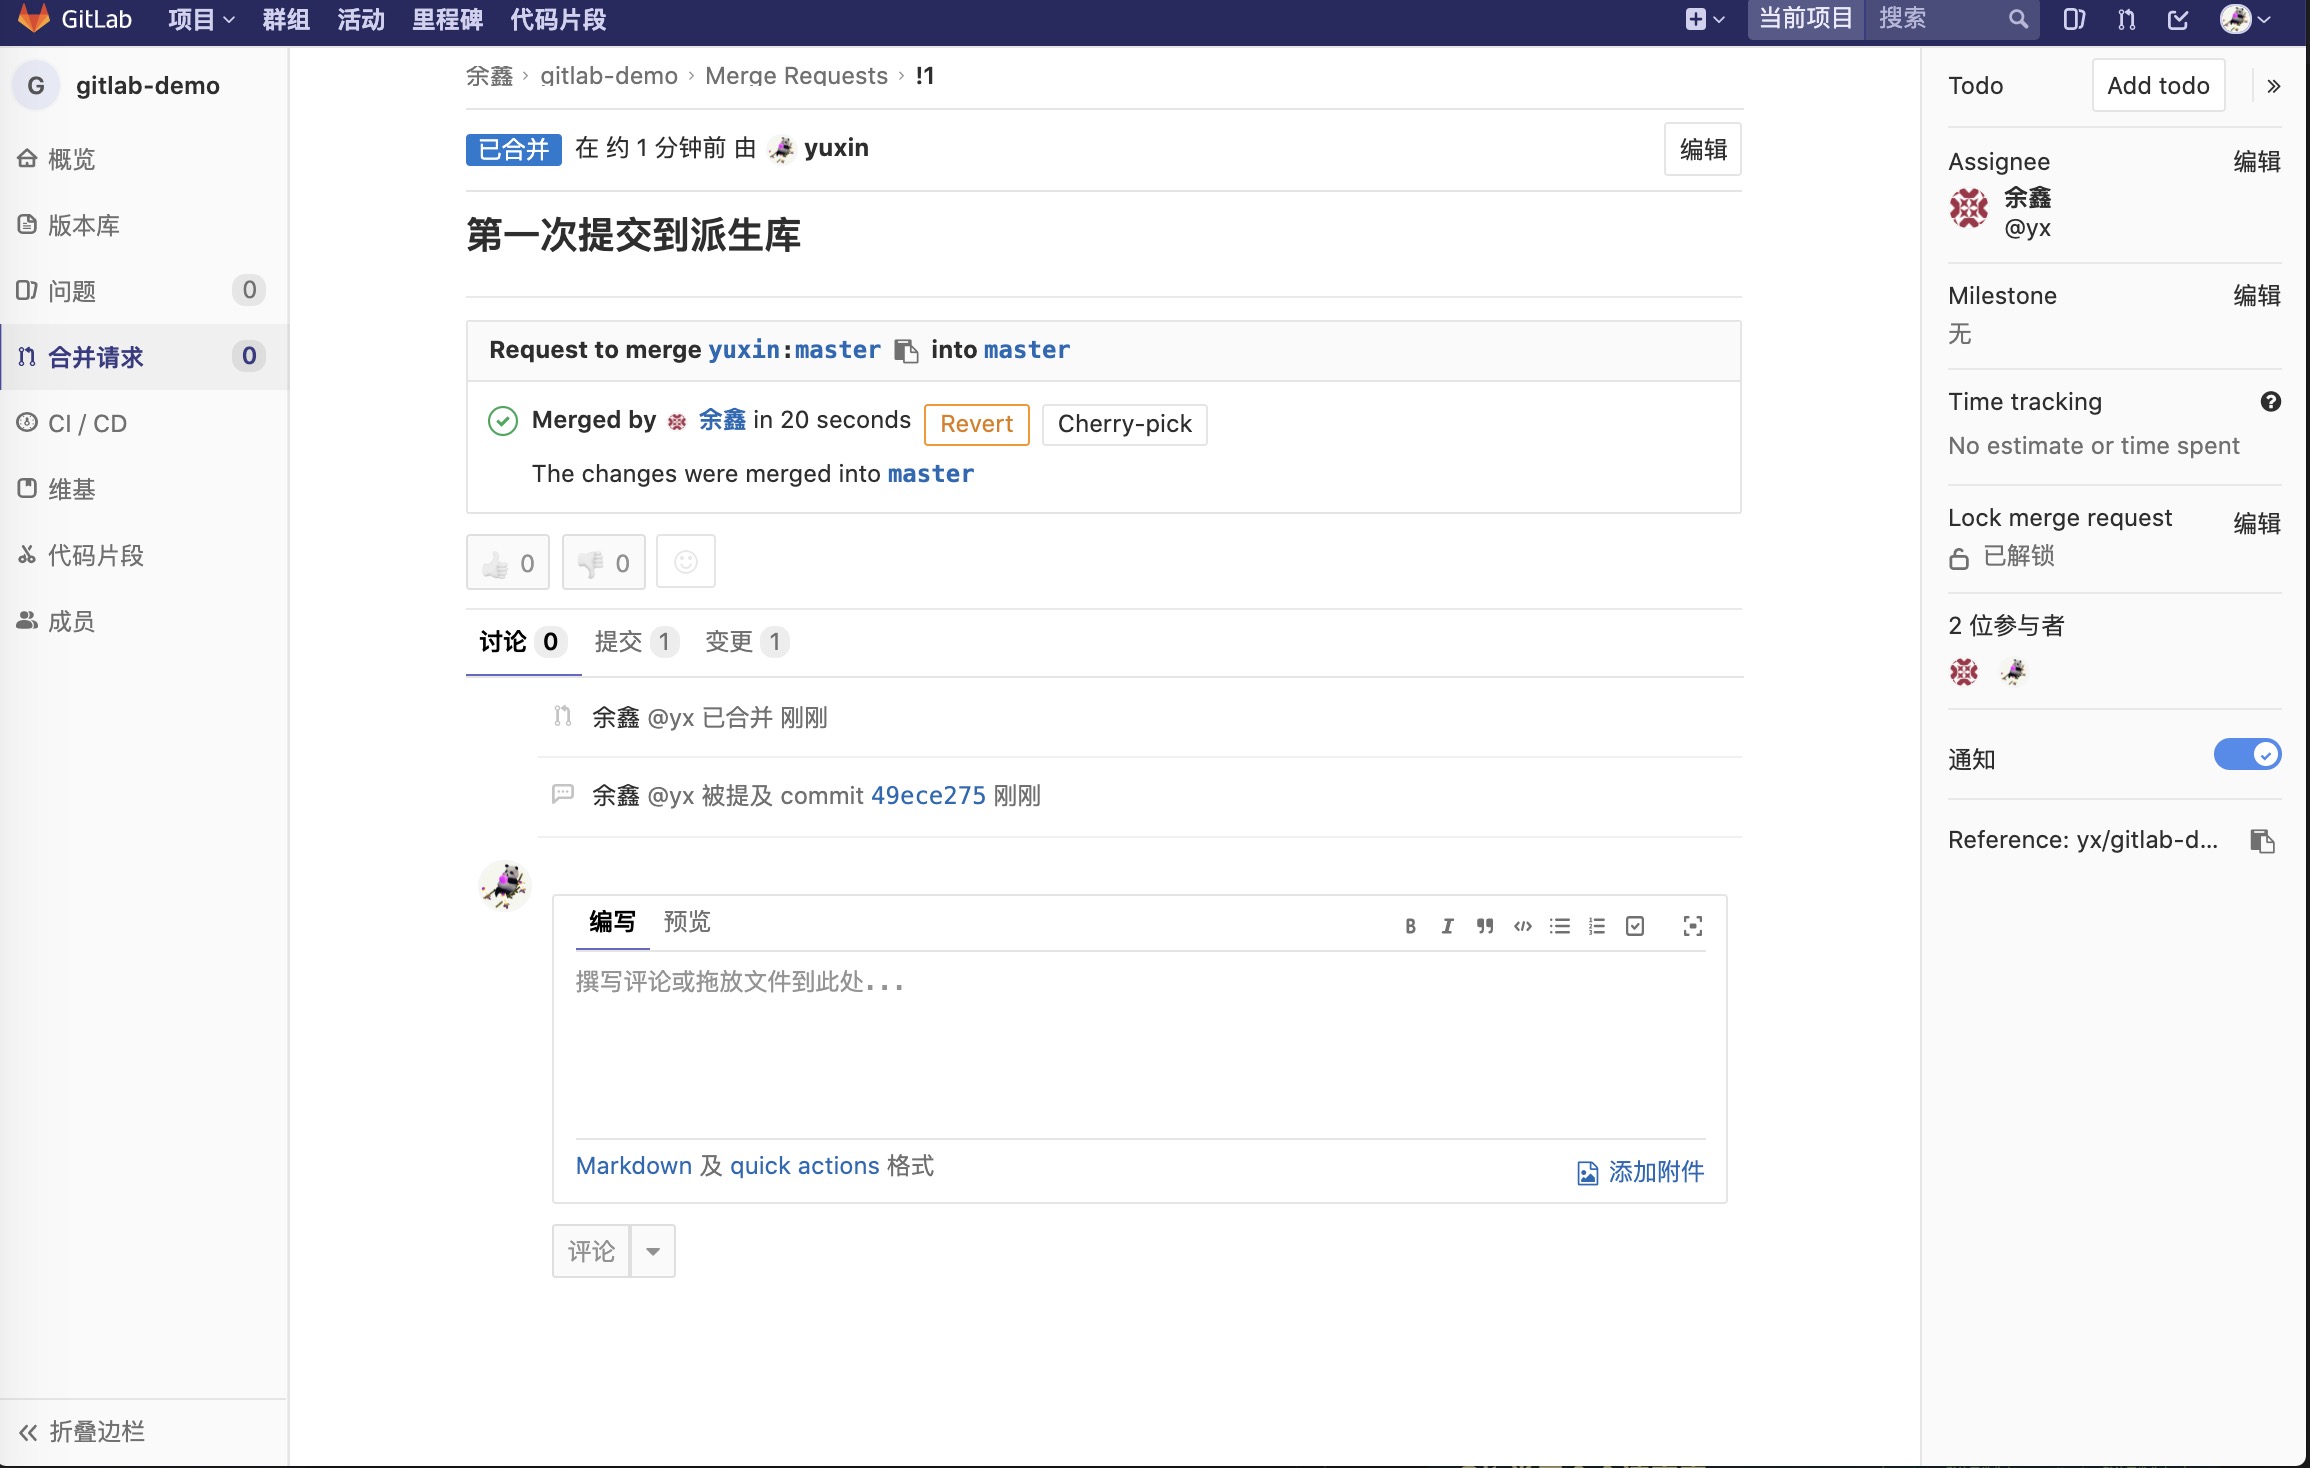 GitLab 项目 群组 活动 里程碑 代码片段 当前项目 搜索
G gitlab-demo
概览
版本库
问题 0
合并请求 0
CI / CD
维基
代码片段
成员
折叠边栏
余鑫 › gitlab-demo › Merge Requests › !1
已合并 在 约 1 分钟前 由 yuxin 编辑
第一次提交到派生库
Request to merge yuxin:master into master
Merged by 余鑫 in 20 seconds Revert Cherry-pick
The changes were merged into master
0 0
讨论 0 提交 1 变更 1
余鑫 @yx 已合并 刚刚
余鑫 @yx 被提及 commit 49ece275 刚刚
编写 预览
撰写评论或拖放文件到此处...
Markdown 及 quick actions 格式 添加附件
评论
Todo Add todo
Assignee 编辑
余鑫
@yx
Milestone 编辑
无
Time tracking
No estimate or time spent
Lock merge request 编辑
已解锁
2 位参与者
通知
Reference: yx/gitlab-d...